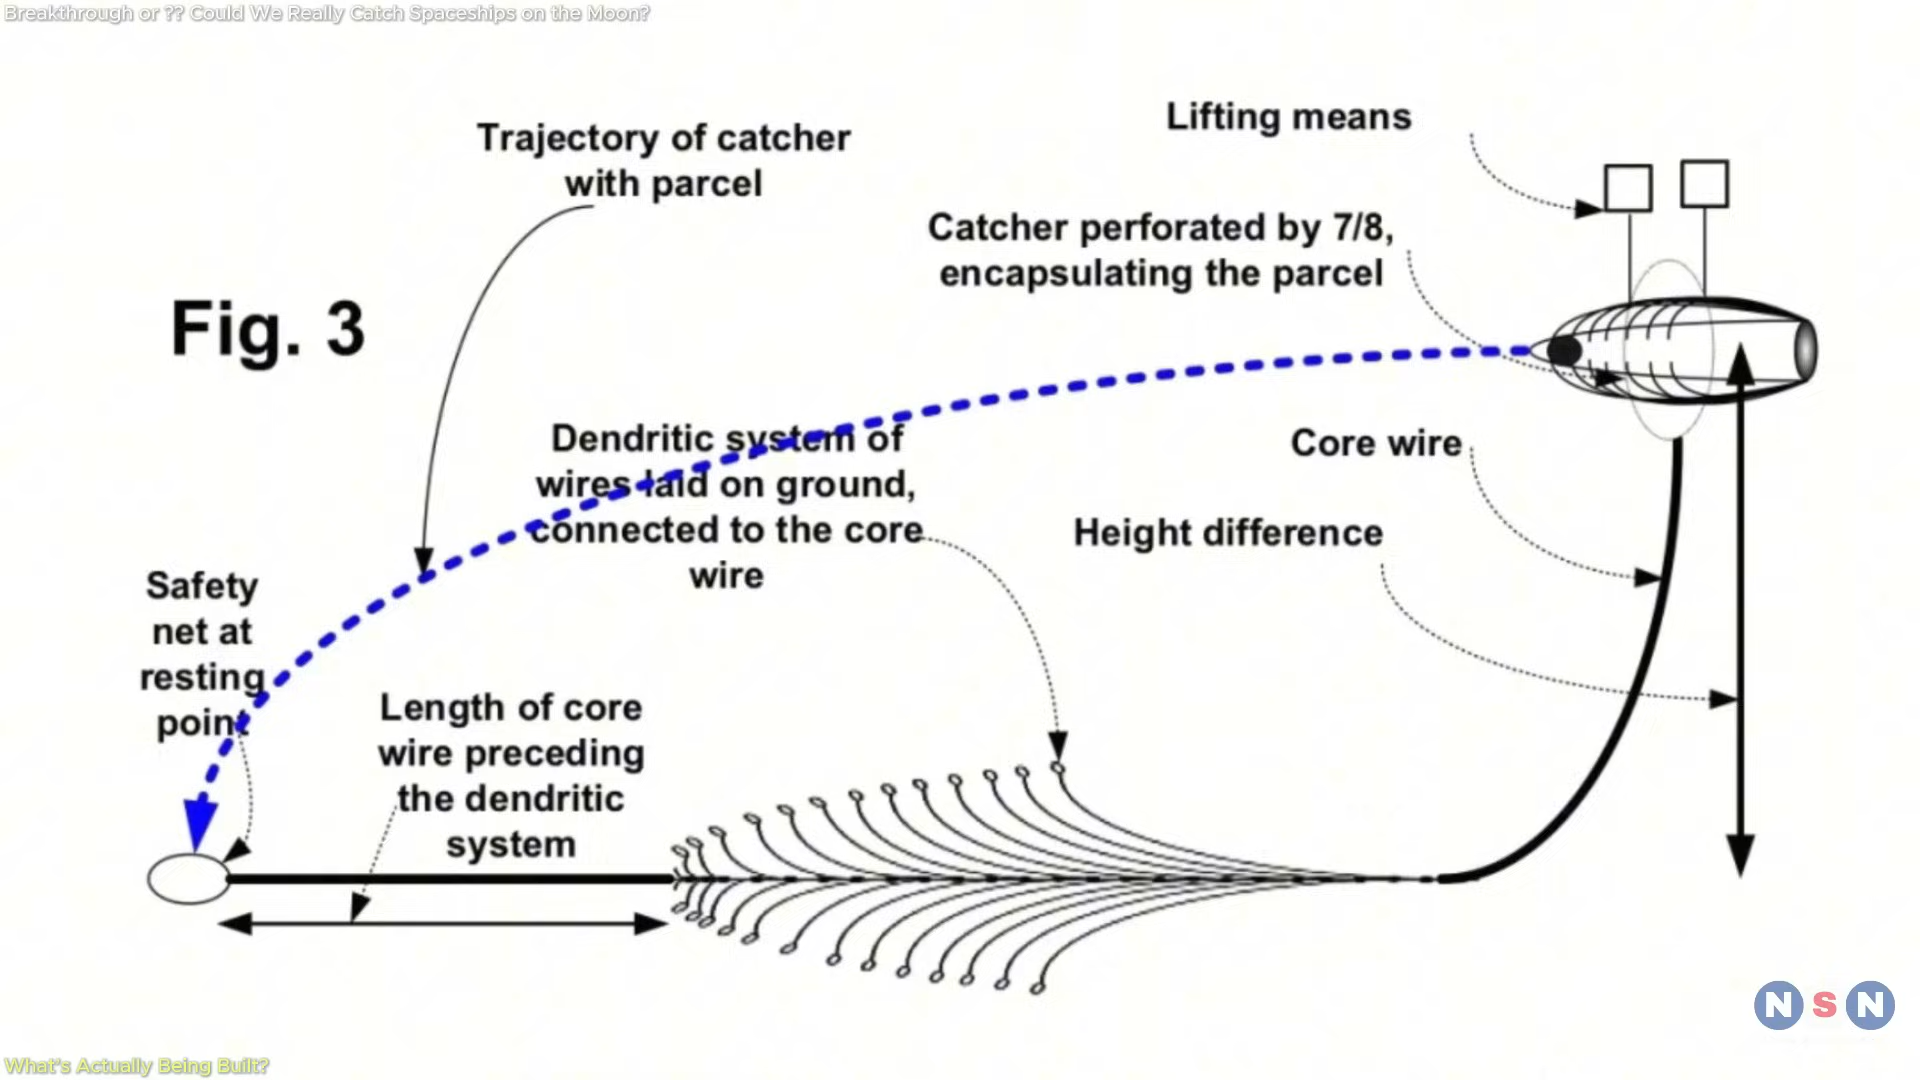 Breakthrough or ?? Could We Really Catch Spaceships on the Moon?
Lifting means
Trajectory of catcher
with parcel
Catcher perforated by 7/8,
encapsulating the parcel
Fig. 3
Dendritic system of
wires laid on ground,
connected to the core
wire
Core wire
Height difference
Safety
net at
resting
point
Length of core
wire preceding
the dendritic
system
N S N
What's Actually Being Built?